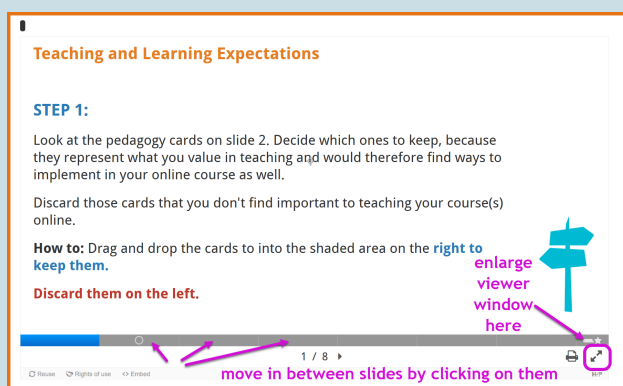 Teaching and Learning Expectations
STEP 1:
Look at the pedagogy cards on slide 2. Decide which ones to keep, because
they represent what you value in teaching and would therefore find ways to
implement in your online course as well.
Discard those cards that you don't find important to teaching your course(s)
online.
How to: Drag and drop the cards to into the shaded area on the right to
keep them.
Discard them on the left.
enlarge
viewer
window
here
1 / 8
Reuse Rights of use <> Embed
H-P
move in between slides by clicking on them